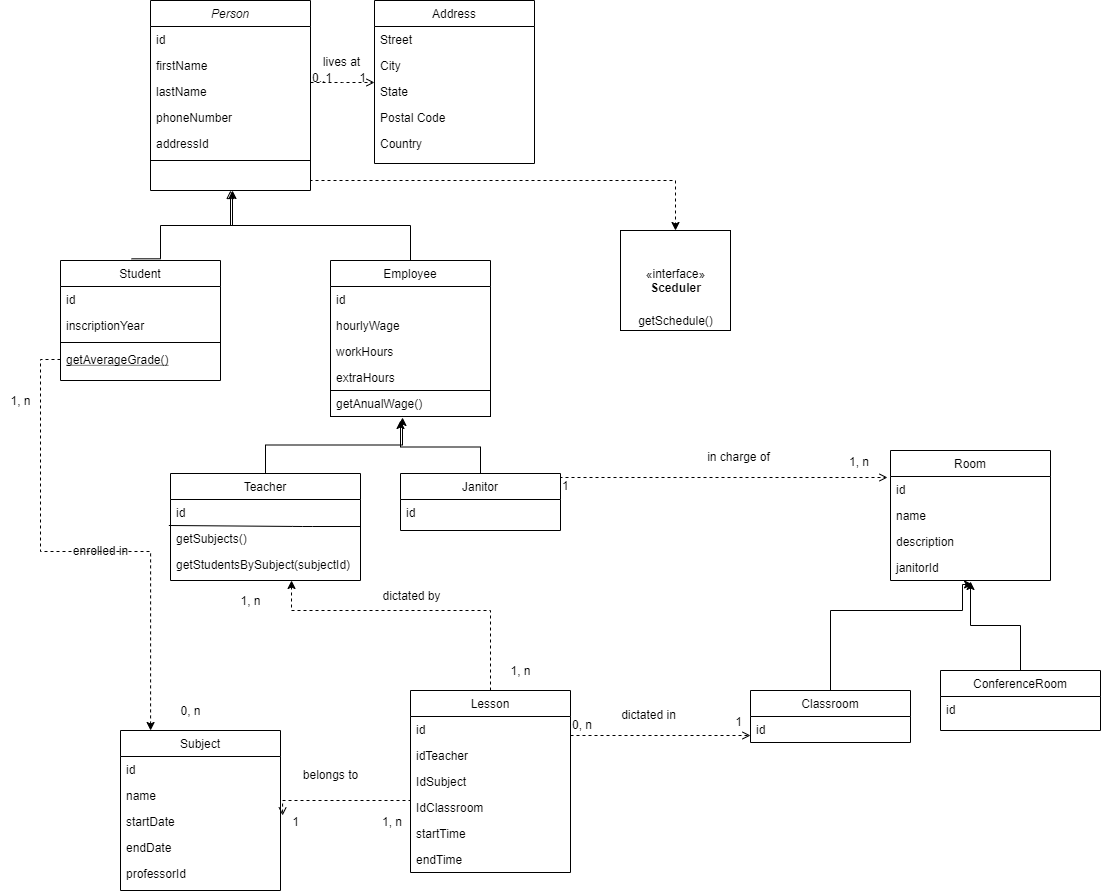 Person
id
firstName
lastName
phoneNumber
addressId
lives at
0..1
1
Address
Street
City
State
Postal Code
Country
«interface»
Sceduler
getSchedule()
Student
id
inscriptionYear
getAverageGrade()
Employee
id
hourlyWage
workHours
extraHours
getAnualWage()
1, n
enrolled in
0, n
Teacher
id
getSubjects()
getStudentsBySubject(subjectId)
Janitor
id
1
in charge of
1, n
Room
id
name
description
janitorId
1, n
dictated by
1, n
Subject
id
name
startDate
endDate
professorId
belongs to
1
1, n
Lesson
id
idTeacher
IdSubject
IdClassroom
startTime
endTime
0, n
dictated in
1
Classroom
id
ConferenceRoom
id